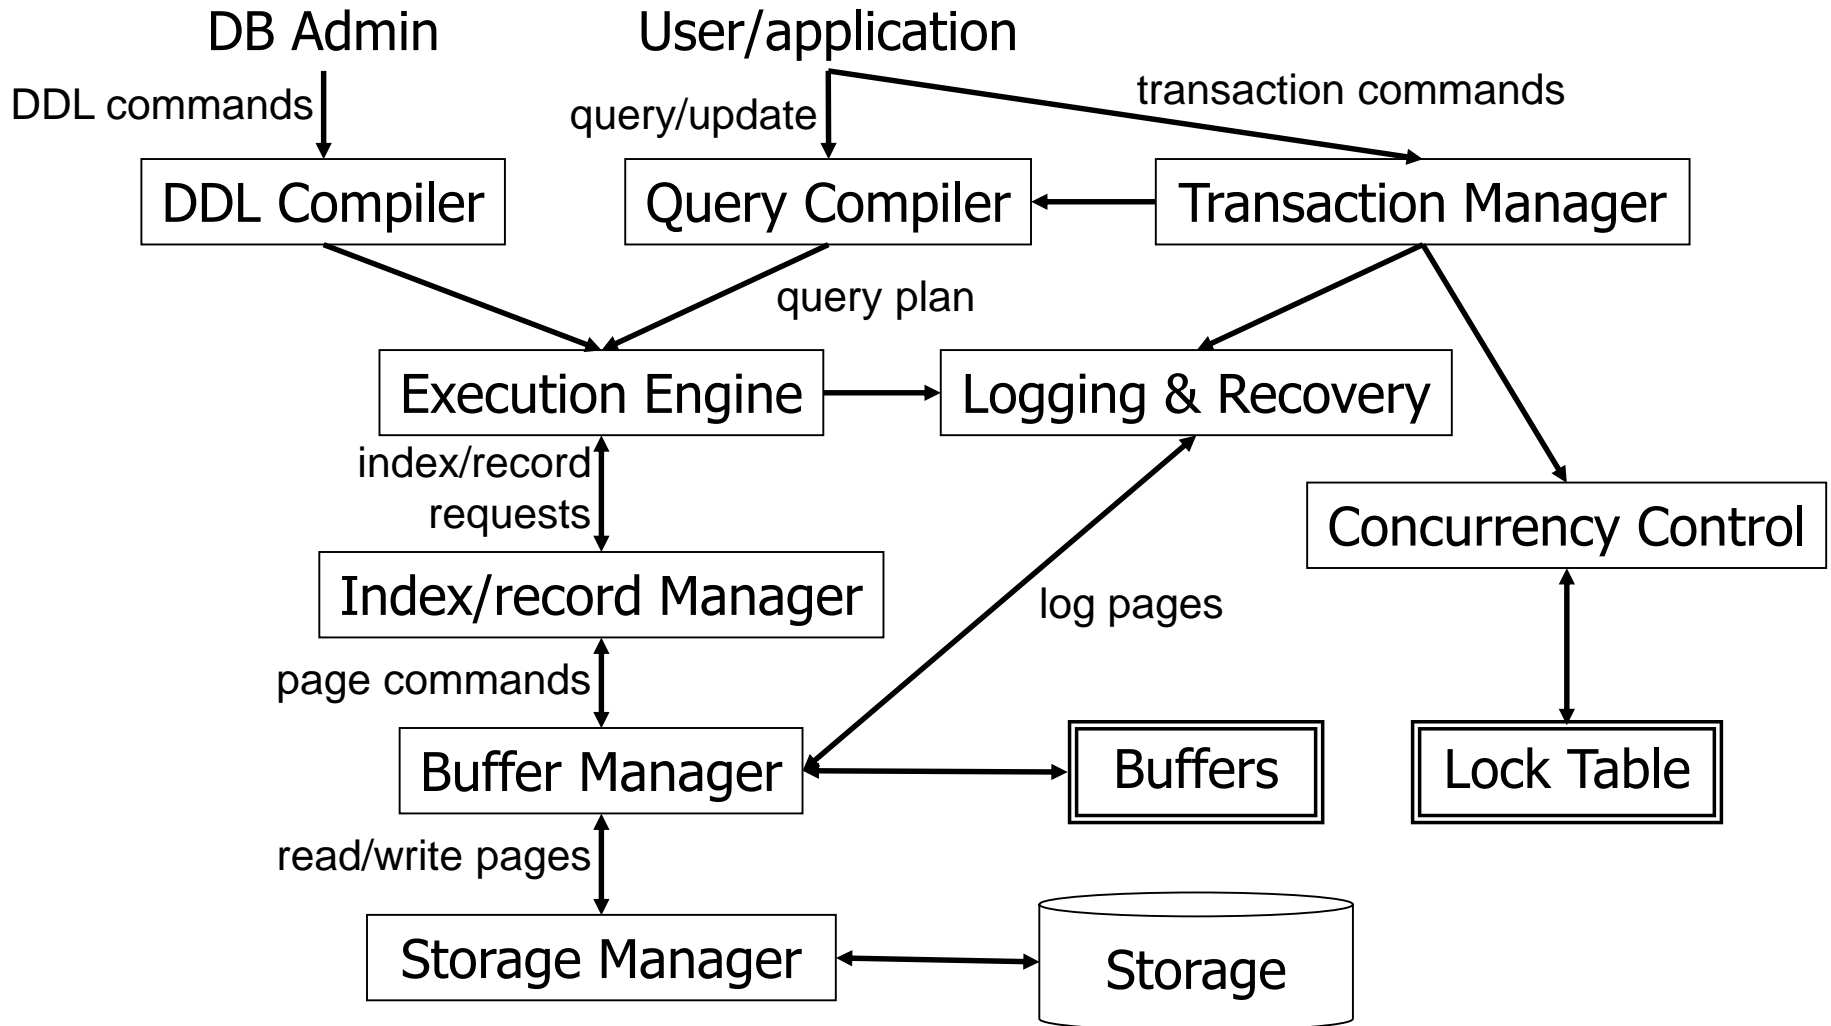 DB Admin
User/application
DDL commands
query/update
transaction commands
DDL Compiler
Query Compiler
Transaction Manager
query plan
Execution Engine
Logging & Recovery
index/record
requests
Concurrency Control
Index/record Manager
log pages
page commands
Buffer Manager
Buffers
Lock Table
read/write pages
Storage Manager
Storage